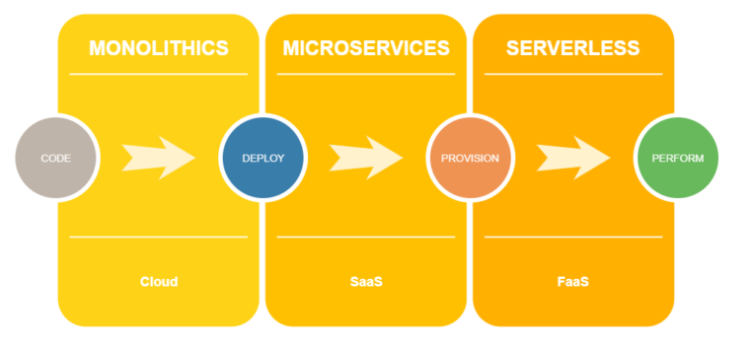 MONOLITHICS
MICROSERVICES
SERVERLESS
CODE
DEPLOY
PROVISION
PERFORM
Cloud
SaaS
FaaS